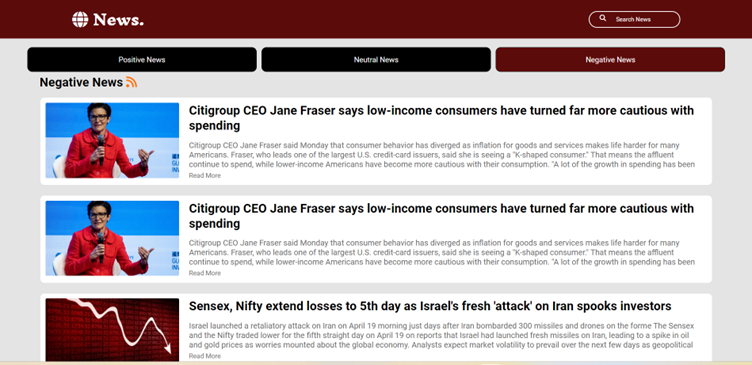 News.
Search News
Positive News
Neutral News
Negative News
Negative News
Citigroup CEO Jane Fraser says low-income consumers have turned far more cautious with
spending
Citigroup CEO Jane Fraser said Monday that consumer behavior has diverged as inflation for goods and services makes life harder for many
Americans. Fraser, who leads one of the largest U.S. credit-card issuers, said she is seeing a "K-shaped consumer." That means the affluent
continue to spend, while lower-income Americans have become more cautious with their consumption. "A lot of the growth in spending has been
Read More
Citigroup CEO Jane Fraser says low-income consumers have turned far more cautious with
spending
Citigroup CEO Jane Fraser said Monday that consumer behavior has diverged as inflation for goods and services makes life harder for many
Americans. Fraser, who leads one of the largest U.S. credit-card issuers, said she is seeing a "K-shaped consumer." That means the affluent
continue to spend, while lower-income Americans have become more cautious with their consumption. "A lot of the growth in spending has been
Read More
Sensex, Nifty extend losses to 5th day as Israel's fresh 'attack' on Iran spooks investors
Israel launched a retaliatory attack on Iran on April 19 morning just days after Iran bombarded 300 missiles and drones on the forme The Sensex
and the Nifty traded lower for the fifth straight day on April 19 on reports that Israel had launched fresh missiles on Iran, leading to a spike in oil
and gold prices as worries mounted about the global economy. Analysts expect market volatility to prevail over the next few days as geopolitical
Read More